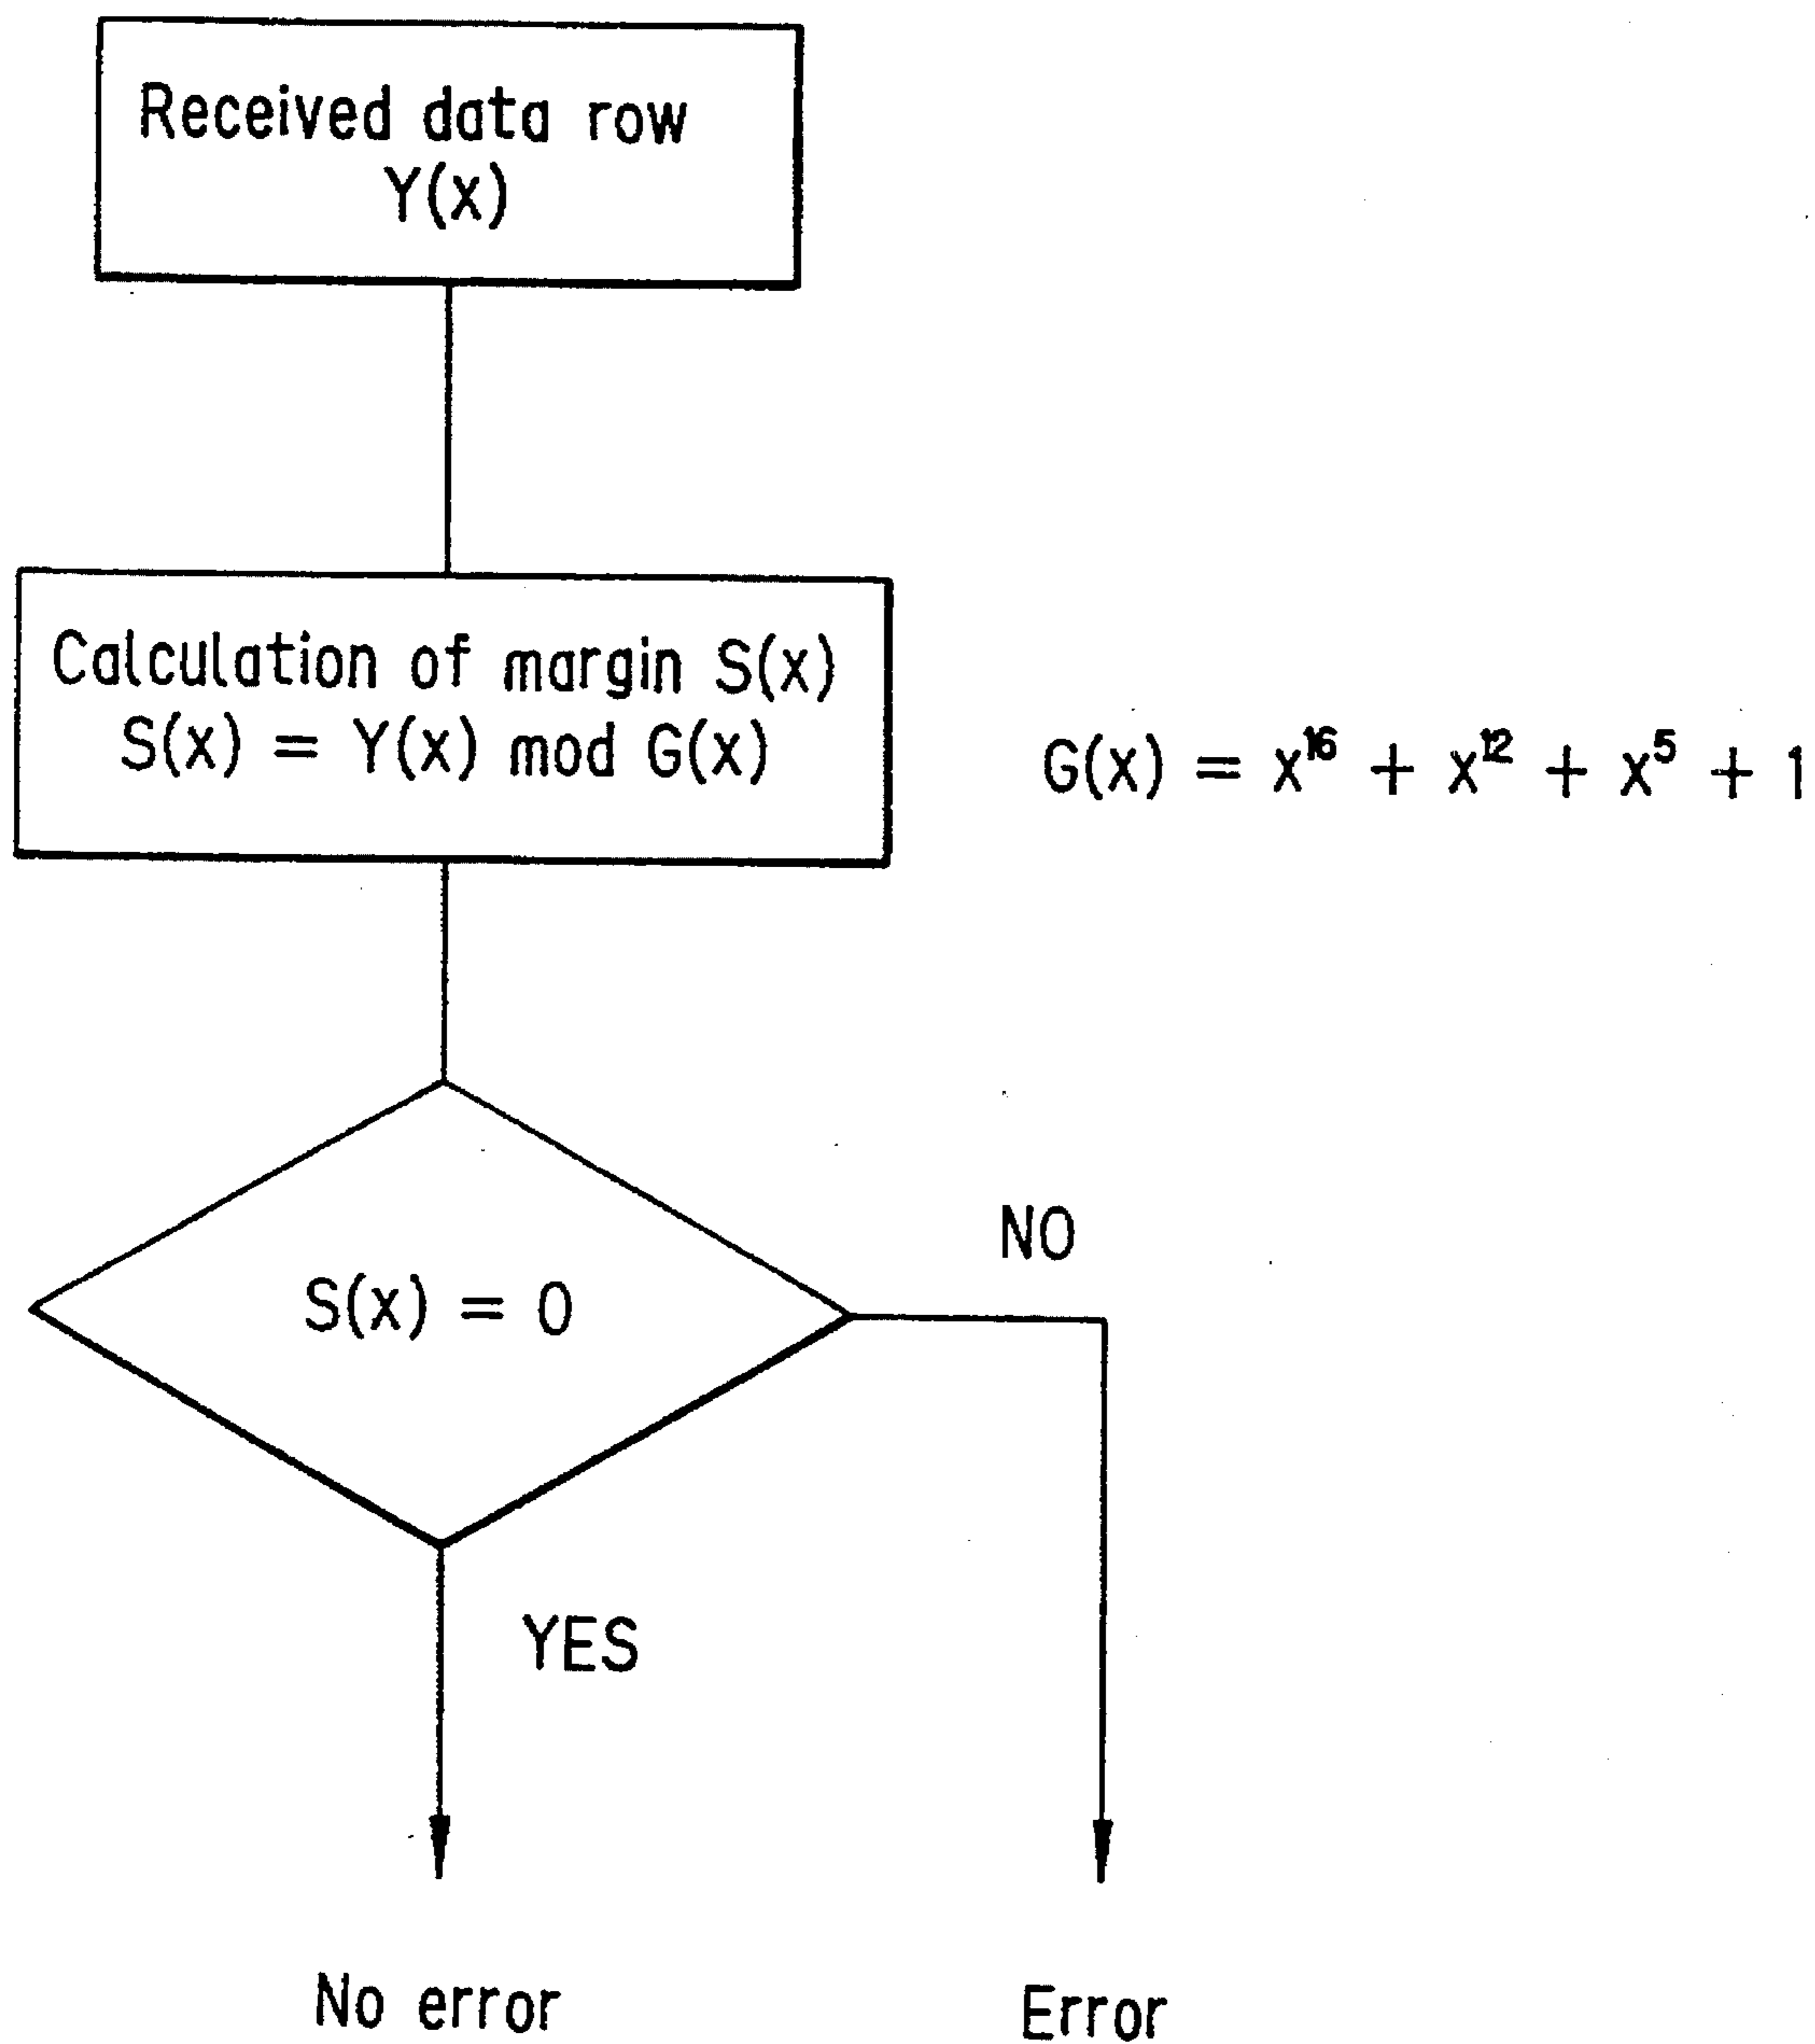 Received data row
Y(x)
Calculation of margin S(x)
S(x) = Y(x) mod G(x)
G(x) = x¹⁶ + x¹² + x⁵ + 1
S(x) = 0
NO
YES
No error
Error